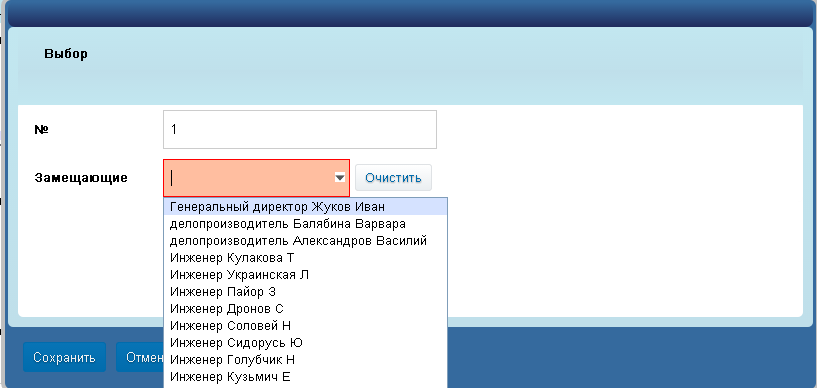 Выбор
№
1
Замещающие
Очистить
Генеральный директор Жуков Иван
делопроизводитель Балябина Варвара
делопроизводитель Александров Василий
Инженер Кулакова Т
Инженер Украинская Л
Инженер Пайор З
Инженер Дронов С
Инженер Соловей Н
Инженер Сидорусь Ю
Инженер Голубчик Н
Инженер Кузьмич Е
Сохранить
Отмен